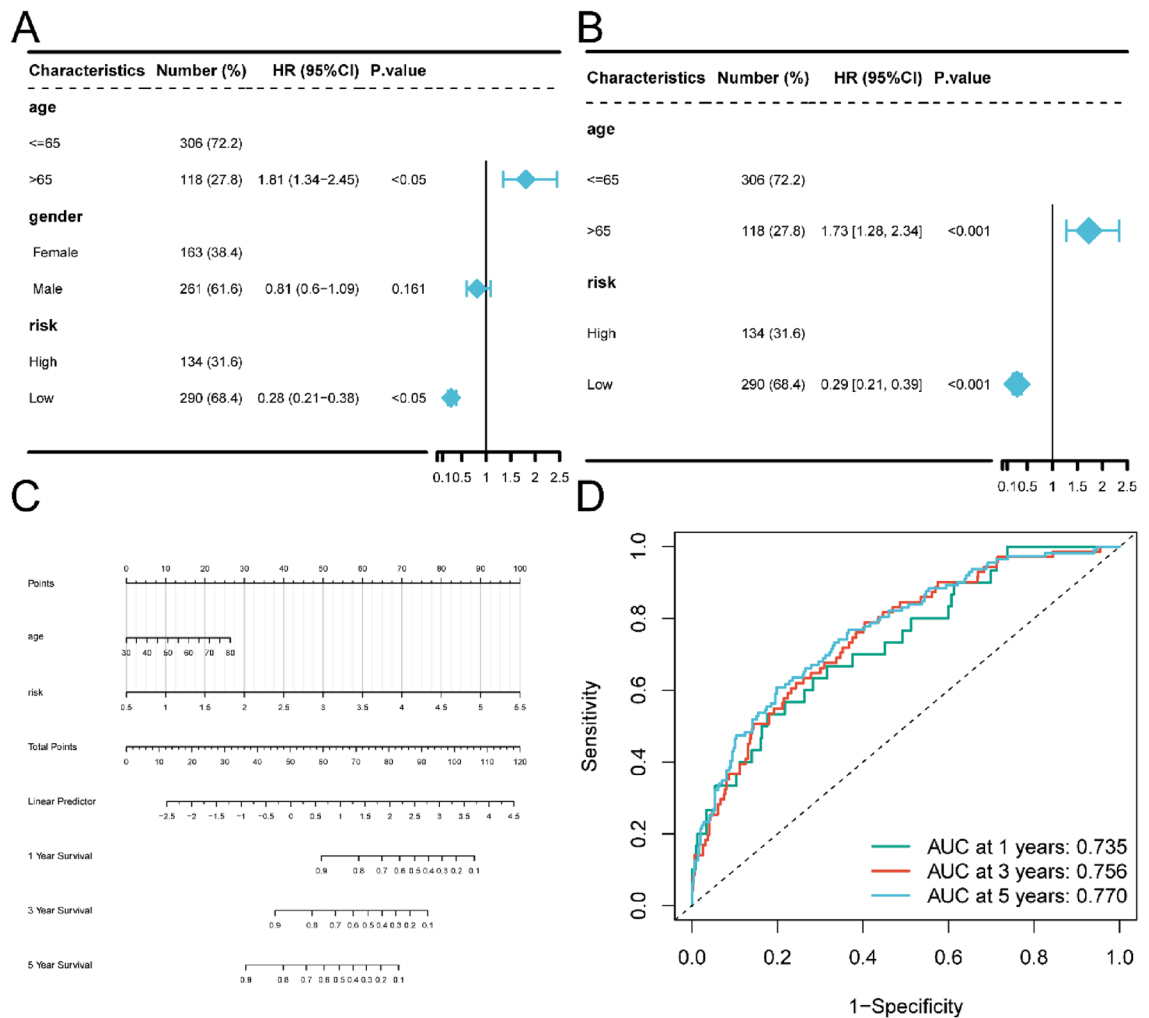 A
Characteristics Number (%) HR (95%CI) P.value
age
<=65 306 (72.2)
>65 118 (27.8) 1.81 (1.34−2.45) <0.05
gender
Female 163 (38.4)
Male 261 (61.6) 0.81 (0.6−1.09) 0.161
risk
High 134 (31.6)
Low 290 (68.4) 0.28 (0.21−0.38) <0.05
0.1 0.5 1 1.5 2 2.5
B
Characteristics Number (%) HR (95%CI) P.value
age
<=65 306 (72.2)
>65 118 (27.8) 1.73 [1.28, 2.34] <0.001
risk
High 134 (31.6)
Low 290 (68.4) 0.29 [0.21, 0.39] <0.001
0.1 0.5 1 1.5 2 2.5
C
0 10 20 30 40 50 60 70 80 90 100
Points
age
30 40 50 60 70 80
risk
0.5 1 1.5 2 2.5 3 3.5 4 4.5 5 5.5
Total Points
0 10 20 30 40 50 60 70 80 90 100 110 120
Linear Predictor
−2.5 −2 −1.5 −1 −0.5 0 0.5 1 1.5 2 2.5 3 3.5 4 4.5
1 Year Survival
0.9 0.8 0.7 0.6 0.5 0.4 0.3 0.2 0.1
3 Year Survival
0.9 0.8 0.7 0.6 0.5 0.4 0.3 0.2 0.1
5 Year Survival
0.9 0.8 0.7 0.6 0.5 0.4 0.3 0.2 0.1
D
Sensitivity
1.0
0.8
0.6
0.4
0.2
0.0
AUC at 1 years: 0.735
AUC at 3 years: 0.756
AUC at 5 years: 0.770
0.0 0.2 0.4 0.6 0.8 1.0
1−Specificity